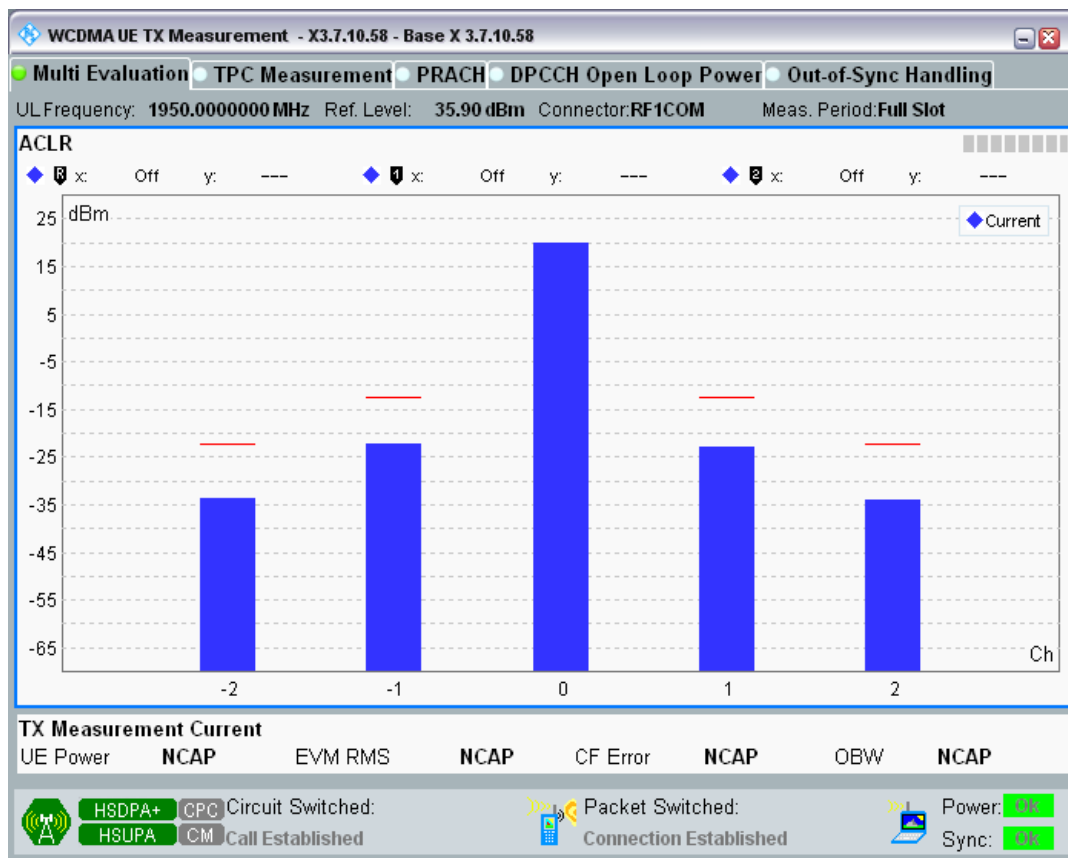 WCDMA UE TX Measurement - X3.7.10.58 - Base X 3.7.10.58
Multi Evaluation TPC Measurement PRACH DPCCH Open Loop Power Out-of-Sync Handling
UL Frequency: 1950.0000000 MHz Ref. Level: 35.90 dBm Connector:RF1COM Meas. Period:Full Slot
ACLR
R x: Off y: --- 1 x: Off y: --- 2 x: Off y: ---
dBm
Current
25
15
5
-5
-15
-25
-35
-45
-55
-65
Ch
-2 -1 0 1 2
TX Measurement Current
UE Power NCAP EVM RMS NCAP CF Error NCAP OBW NCAP
HSDPA+ CPC Circuit Switched: Packet Switched: Power: OK
HSUPA CM Call Established Connection Established Sync: OK